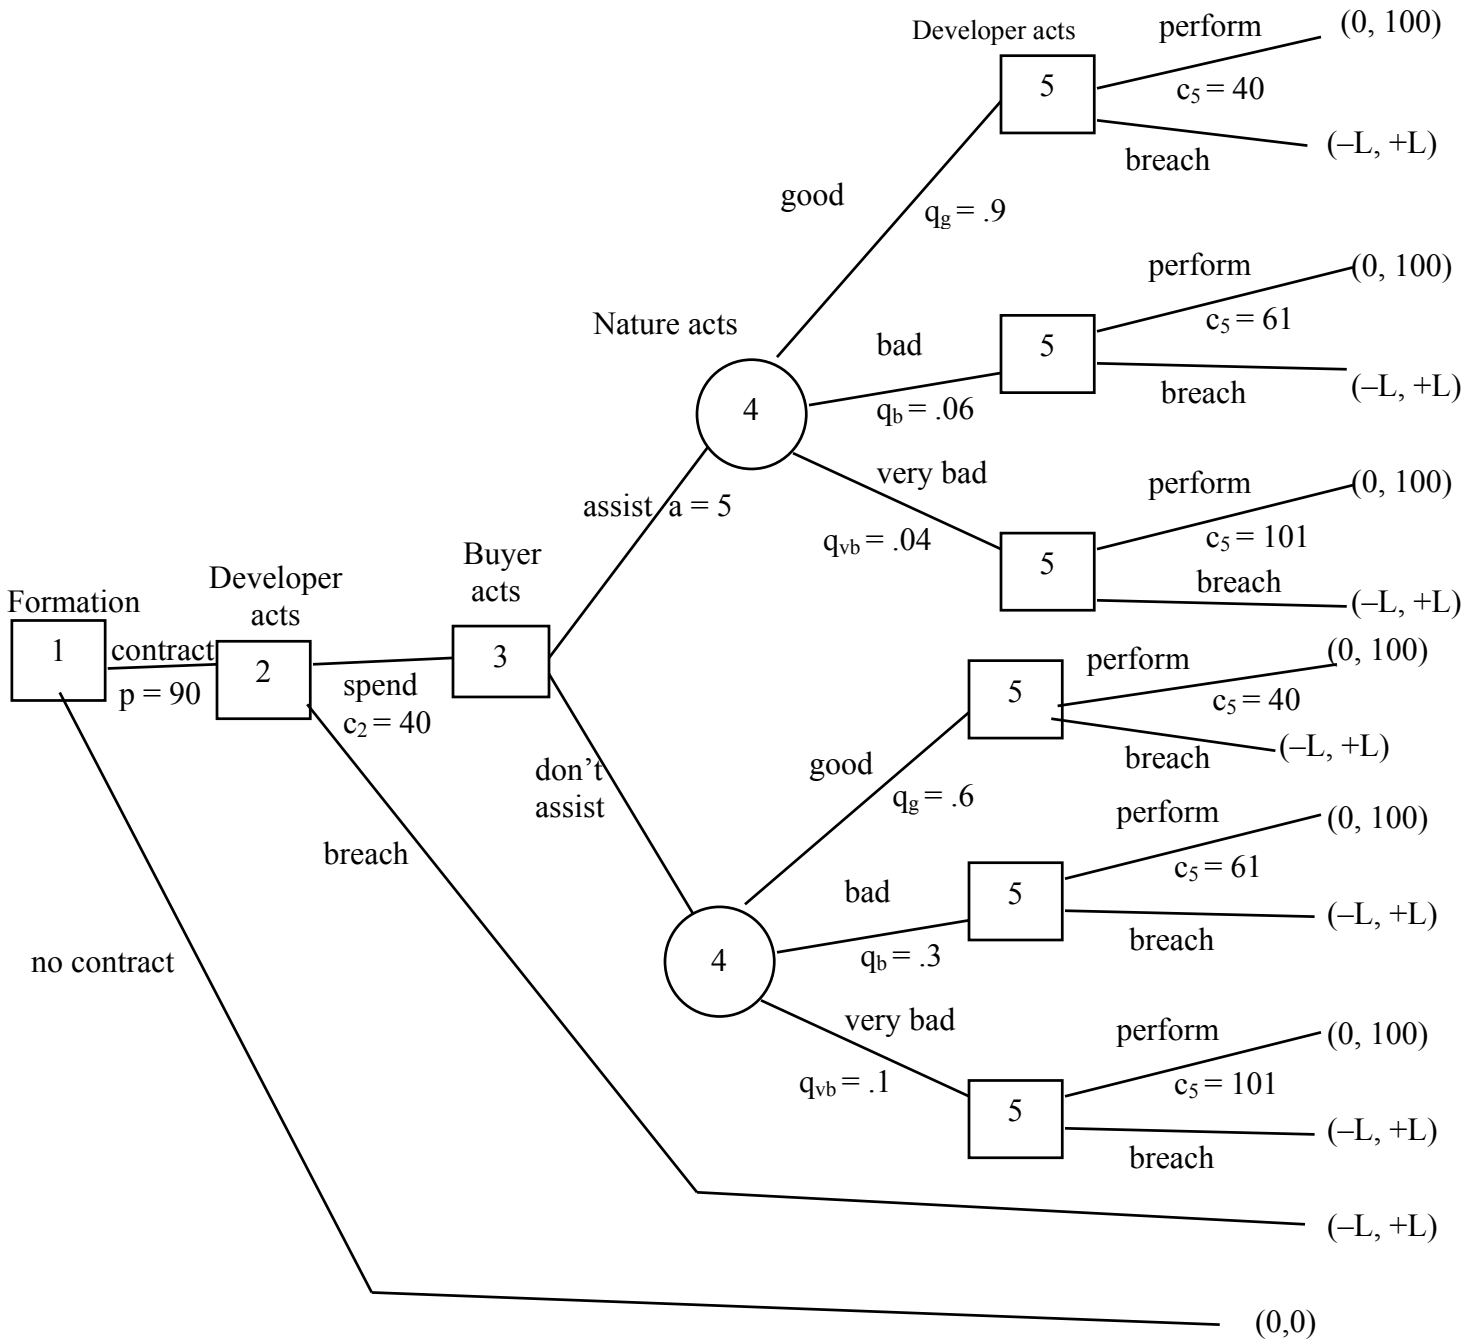 Developer acts
5
perform
(0, 100)
c5 = 40
breach
(–L, +L)
good
qg = .9
Nature acts
4
bad
qb = .06
5
perform
(0, 100)
c5 = 61
breach
(–L, +L)
very bad
qvb = .04
5
perform
(0, 100)
c5 = 101
breach
(–L, +L)
assist a = 5
Formation
1
contract
p = 90
Developer
acts
2
spend
c2 = 40
Buyer
acts
3
don't
assist
breach
no contract
4
good
qg = .6
5
perform
(0, 100)
c5 = 40
breach
(–L, +L)
bad
qb = .3
5
perform
(0, 100)
c5 = 61
breach
(–L, +L)
very bad
qvb = .1
5
perform
(0, 100)
c5 = 101
breach
(–L, +L)
(–L, +L)
(0,0)